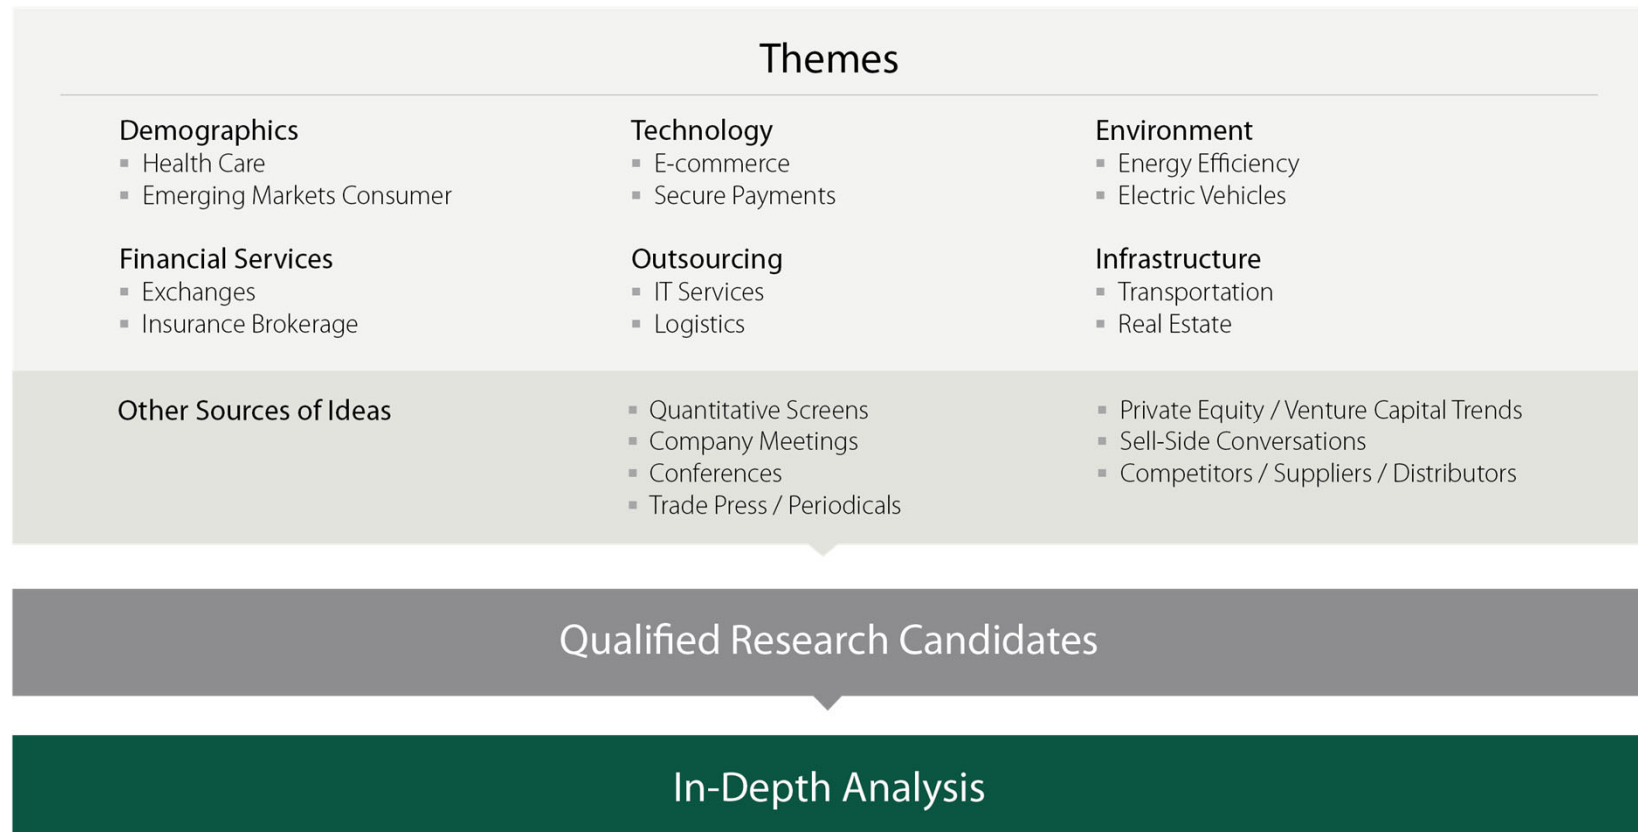 Themes
Demographics
Health Care
Emerging Markets Consumer
Technology
E-commerce
Secure Payments
Environment
Energy Efficiency
Electric Vehicles
Financial Services
Exchanges
Insurance Brokerage
Outsourcing
IT Services
Logistics
Infrastructure
Transportation
Real Estate
Other Sources of Ideas
Quantitative Screens
Company Meetings
Conferences
Trade Press / Periodicals
Private Equity / Venture Capital Trends
Sell-Side Conversations
Competitors / Suppliers / Distributors
Qualified Research Candidates
In-Depth Analysis